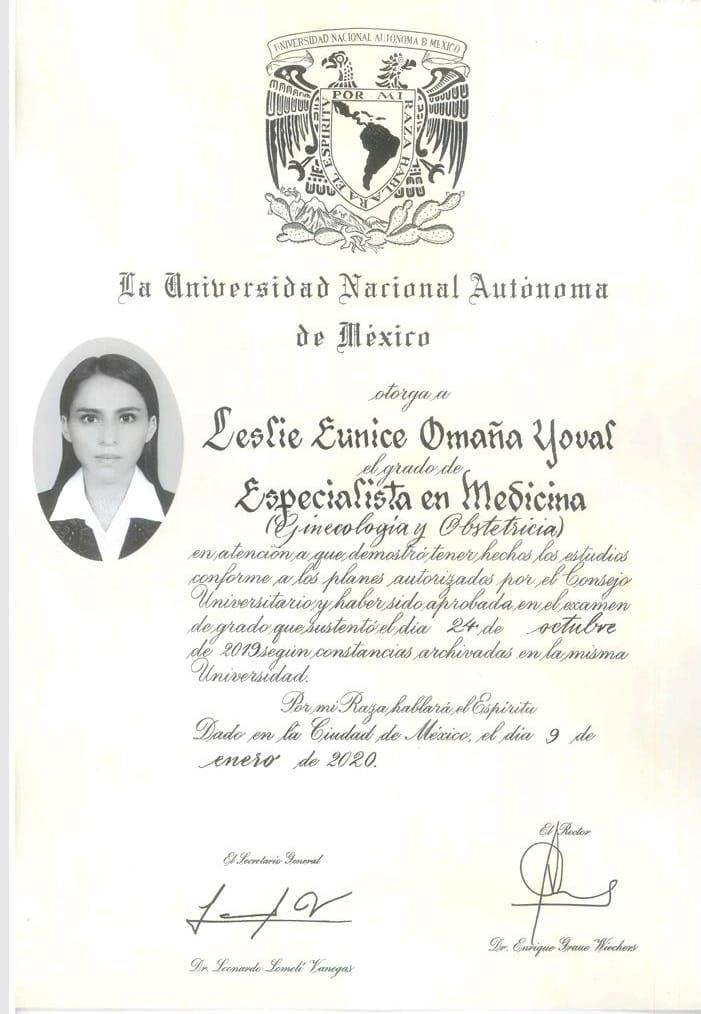 UNIVERSIDAD NACIONAL AUTONOMA D MEXICO
POR MI RAZA HABLARA EL ESPIRITU
La Universidad Nacional Autónoma
de México
otorga a
Leslie Eunice Omaña Yoval
el grado de
Especialista en Medicina
(Ginecología y Obstetricia)
en atención a que demostró tener hechos los estudios
conforme a los planes autorizados por el Consejo
Universitario y haber sido aprobada en el examen
de grado que sustentó el día 24 de octubre
de 2019 según constancias archivadas en la misma
Universidad.
Por mi Raza hablará el Espíritu
Dado en la Ciudad de México, el día 9 de
enero de 2020.
El Rector
El Secretario General
Dr. Enrique Graue Wiechers
Dr. Leonardo Lomelí Vanegas